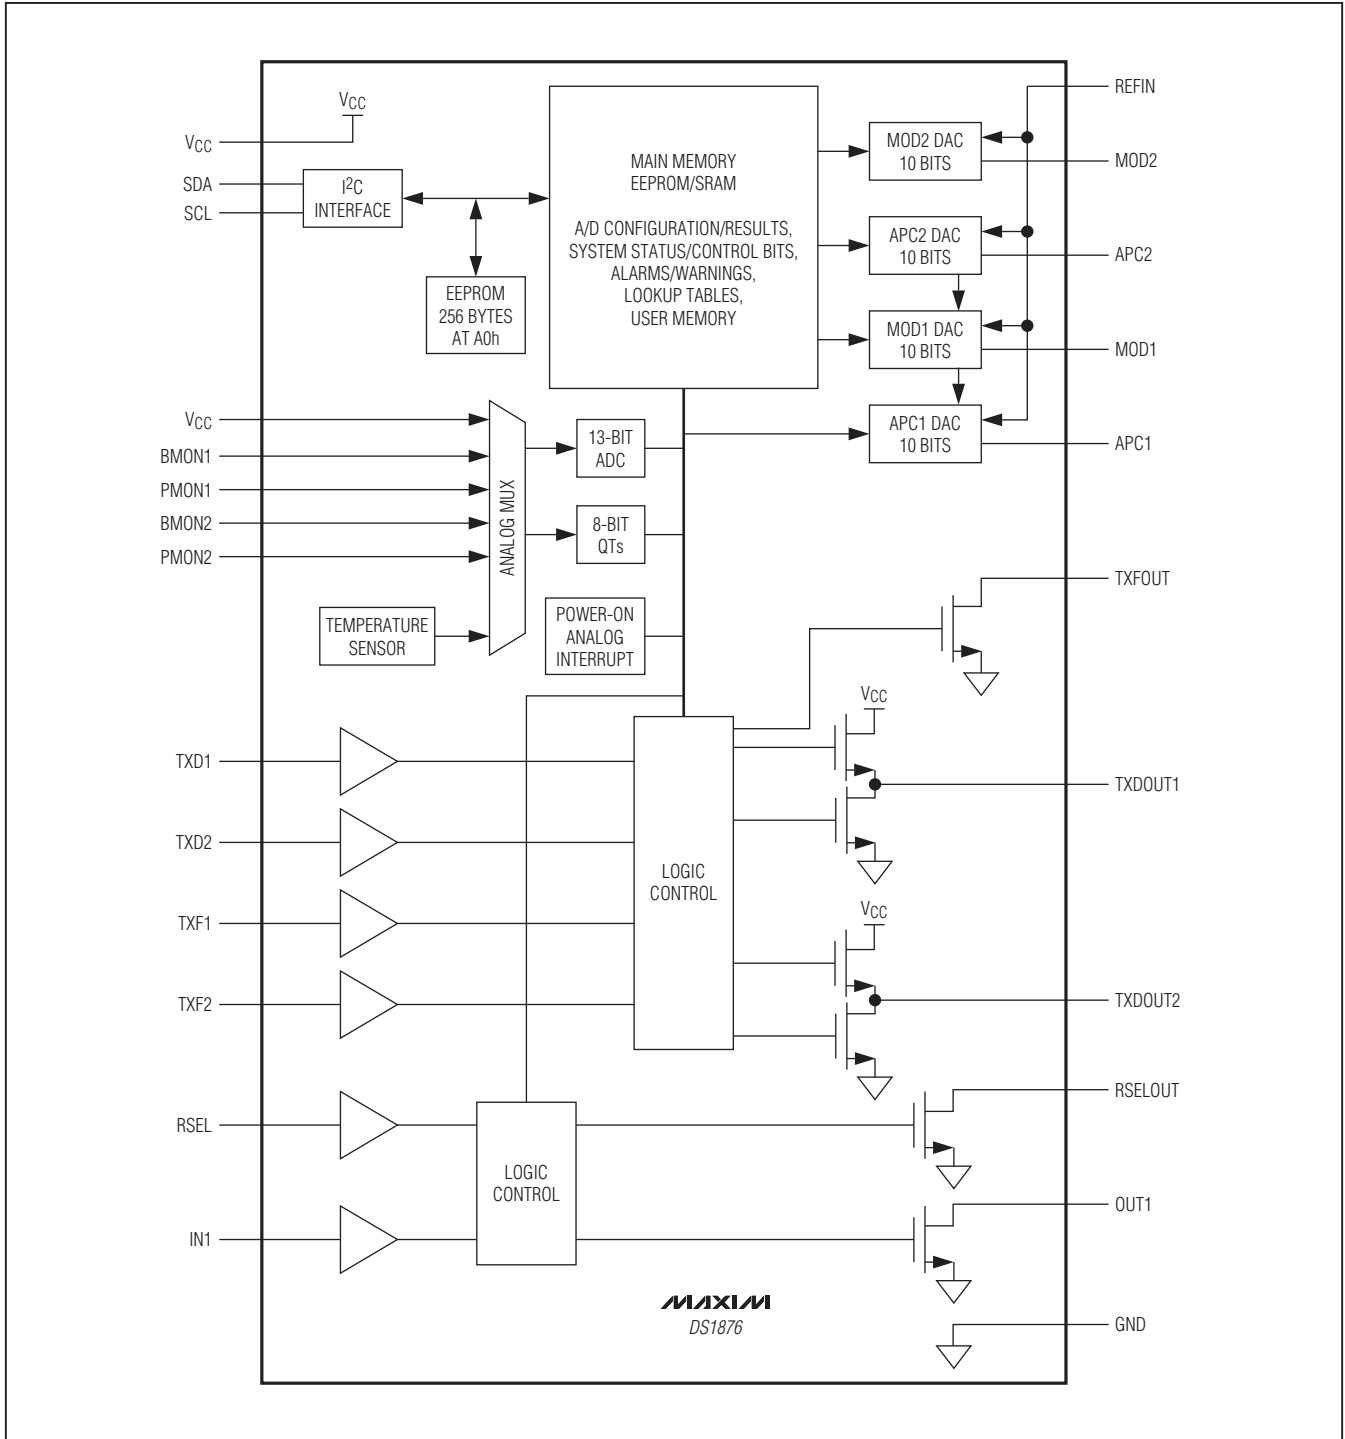 VCC
VCC
SDA
SCL
I2C
INTERFACE
EEPROM
256 BYTES
AT A0h
MAIN MEMORY
EEPROM/SRAM
A/D CONFIGURATION/RESULTS,
SYSTEM STATUS/CONTROL BITS,
ALARMS/WARNINGS,
LOOKUP TABLES,
USER MEMORY
MOD2 DAC
10 BITS
APC2 DAC
10 BITS
MOD1 DAC
10 BITS
APC1 DAC
10 BITS
REFIN
MOD2
APC2
MOD1
APC1
VCC
BMON1
PMON1
BMON2
PMON2
ANALOG MUX
13-BIT
ADC
8-BIT
QTs
TEMPERATURE
SENSOR
POWER-ON
ANALOG
INTERRUPT
TXFOUT
VCC
TXD1
TXDOUT1
TXD2
LOGIC
CONTROL
VCC
TXF1
TXF2
TXDOUT2
RSEL
RSELOUT
LOGIC
CONTROL
IN1
OUT1
MAXIM
DS1876
GND